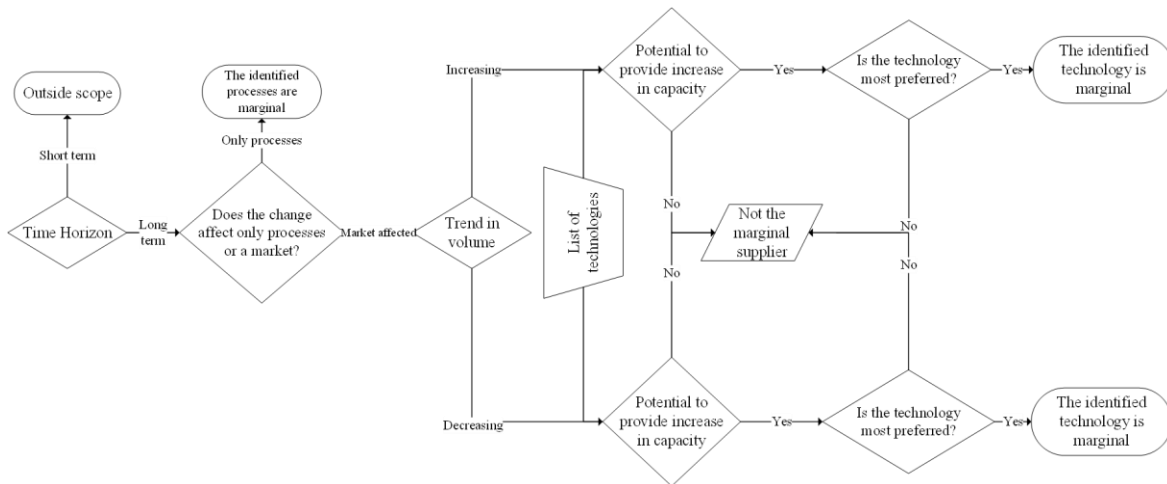 Outside scope
Short term
Time Horizon
Long
term
The identified
processes are
marginal
Only processes
Does the change
affect only processes
or a market?
Market affected
Trend in
volume
Increasing
Decreasing
List of
technologies
Potential to
provide increase
in capacity
Yes
Is the technology
most preferred?
Yes
The identified
technology is
marginal
No
No
Not the
marginal
supplier
No
No
Potential to
provide increase
in capacity
Yes
Is the technology
most preferred?
Yes
The identified
technology is
marginal